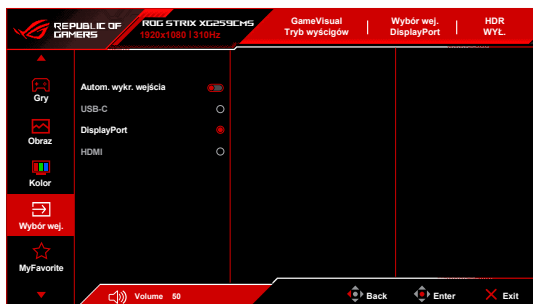 REPUBLIC OF
GAMERS
ROG STRIX XG259CMS
1920x1080 | 310Hz
GameVisual
Tryb wyścigów
Wybór wej.
DisplayPort
HDR
WYŁ.
Gry
Obraz
Kolor
Wybór wej.
MyFavorite
Autom. wykr. wejścia
USB-C
DisplayPort
HDMI
Volume 50
Back
Enter
Exit